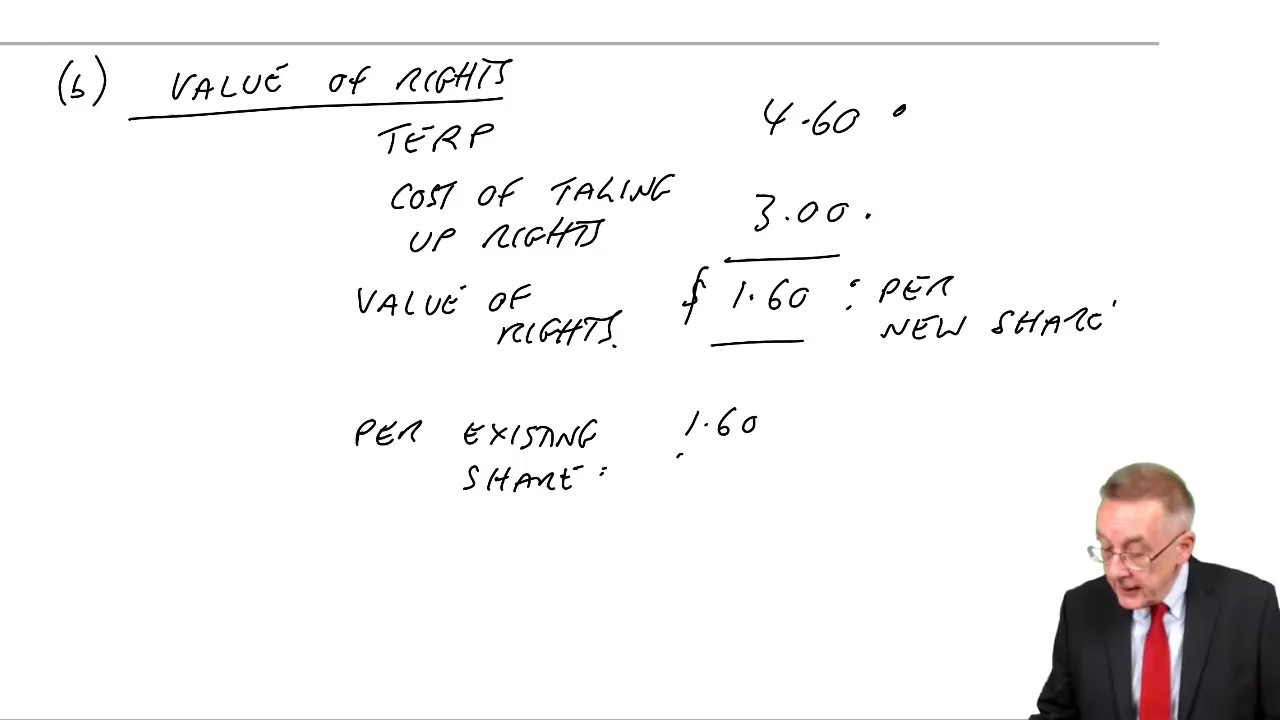 (b) VALUE OF RIGHTS
TERP 4.60
COST OF TAKING
UP RIGHTS 3.00
VALUE OF
RIGHTS. $ 1.60 : PER
NEW SHARE
PER EXISTING 1.60
SHARE :